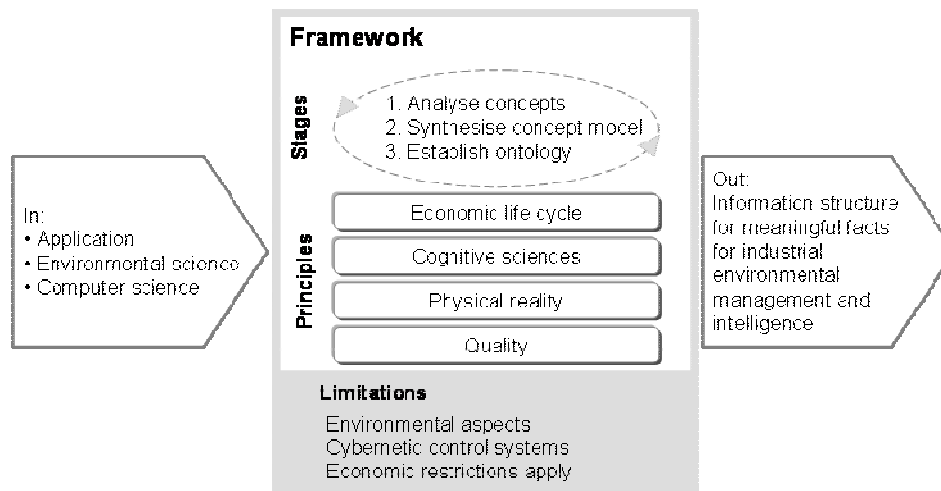 In:
• Application
• Environmental science
• Computer science
Framework
Stages
1. Analyse concepts
2. Synthesise concept model
3. Establish ontology
Principles
Economic life cycle
Cognitive sciences
Physical reality
Quality
Limitations
Environmental aspects
Cybernetic control systems
Economic restrictions apply
Out:
Information structure
for meaningful facts
for industrial
environmental
management and
intelligence